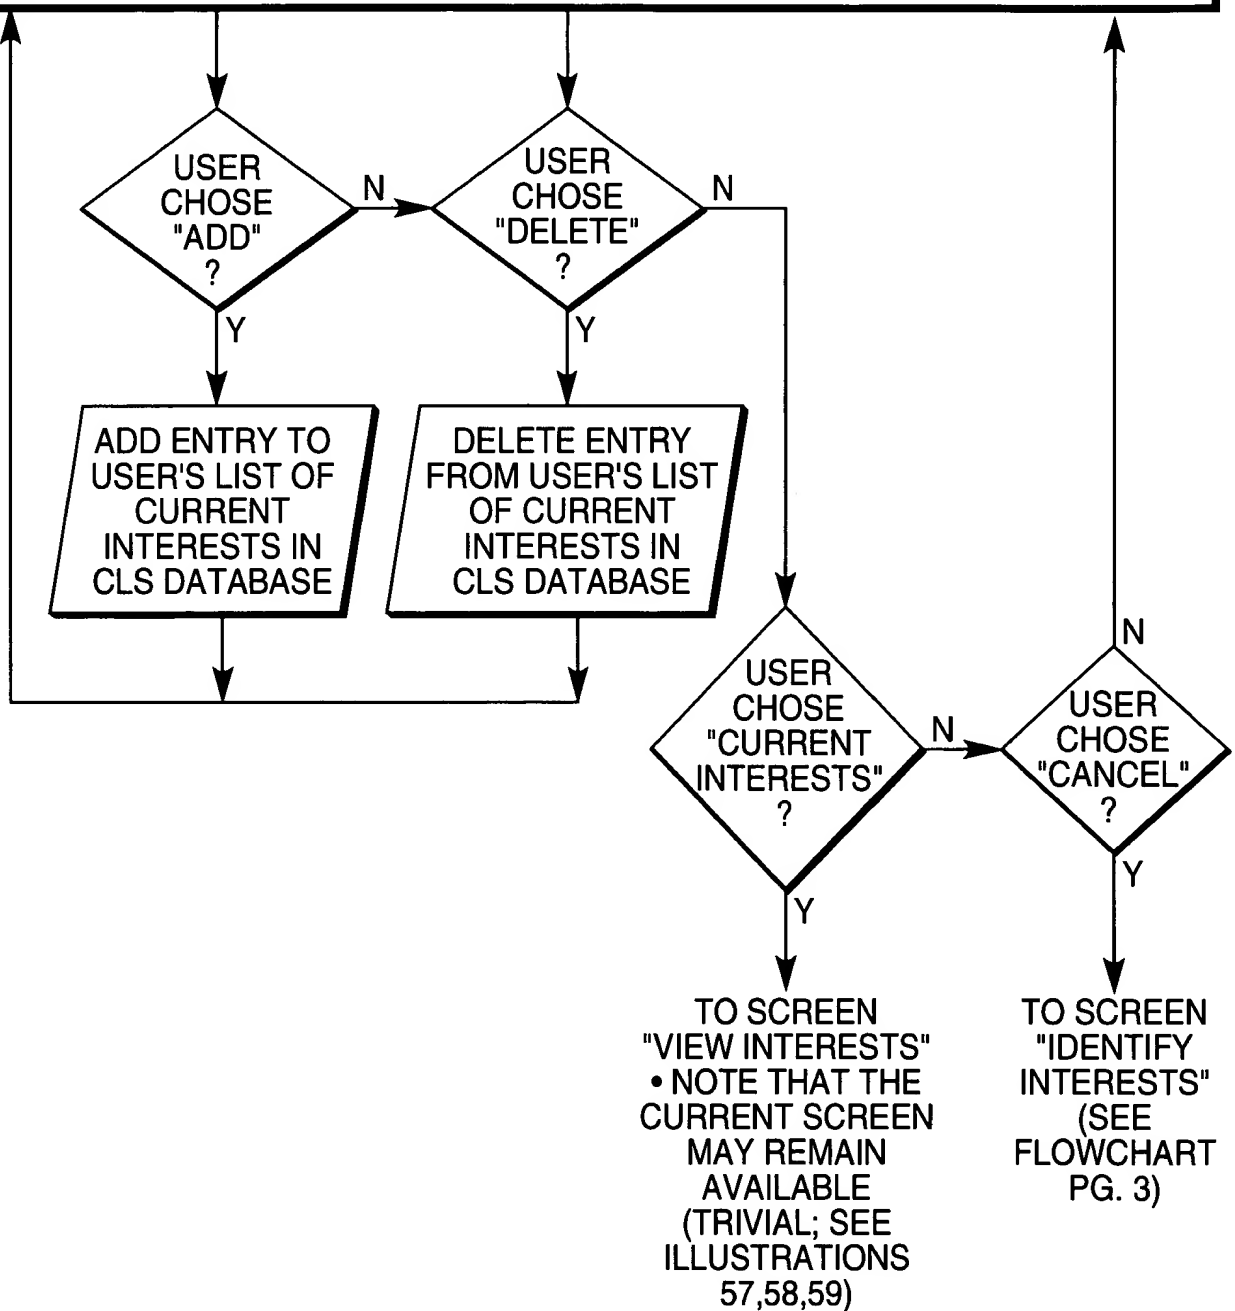 USER
CHOSE
"ADD"
?
N
Y
USER
CHOSE
"DELETE"
?
N
Y
ADD ENTRY TO
USER'S LIST OF
CURRENT
INTERESTS IN
CLS DATABASE
DELETE ENTRY
FROM USER'S LIST
OF CURRENT
INTERESTS IN
CLS DATABASE
USER
CHOSE
"CURRENT
INTERESTS"
?
N
Y
USER
CHOSE
"CANCEL"
?
N
Y
TO SCREEN
"VIEW INTERESTS"
• NOTE THAT THE
CURRENT SCREEN
MAY REMAIN
AVAILABLE
(TRIVIAL; SEE
ILLUSTRATIONS
57,58,59)
TO SCREEN
"IDENTIFY
INTERESTS"
(SEE
FLOWCHART
PG. 3)